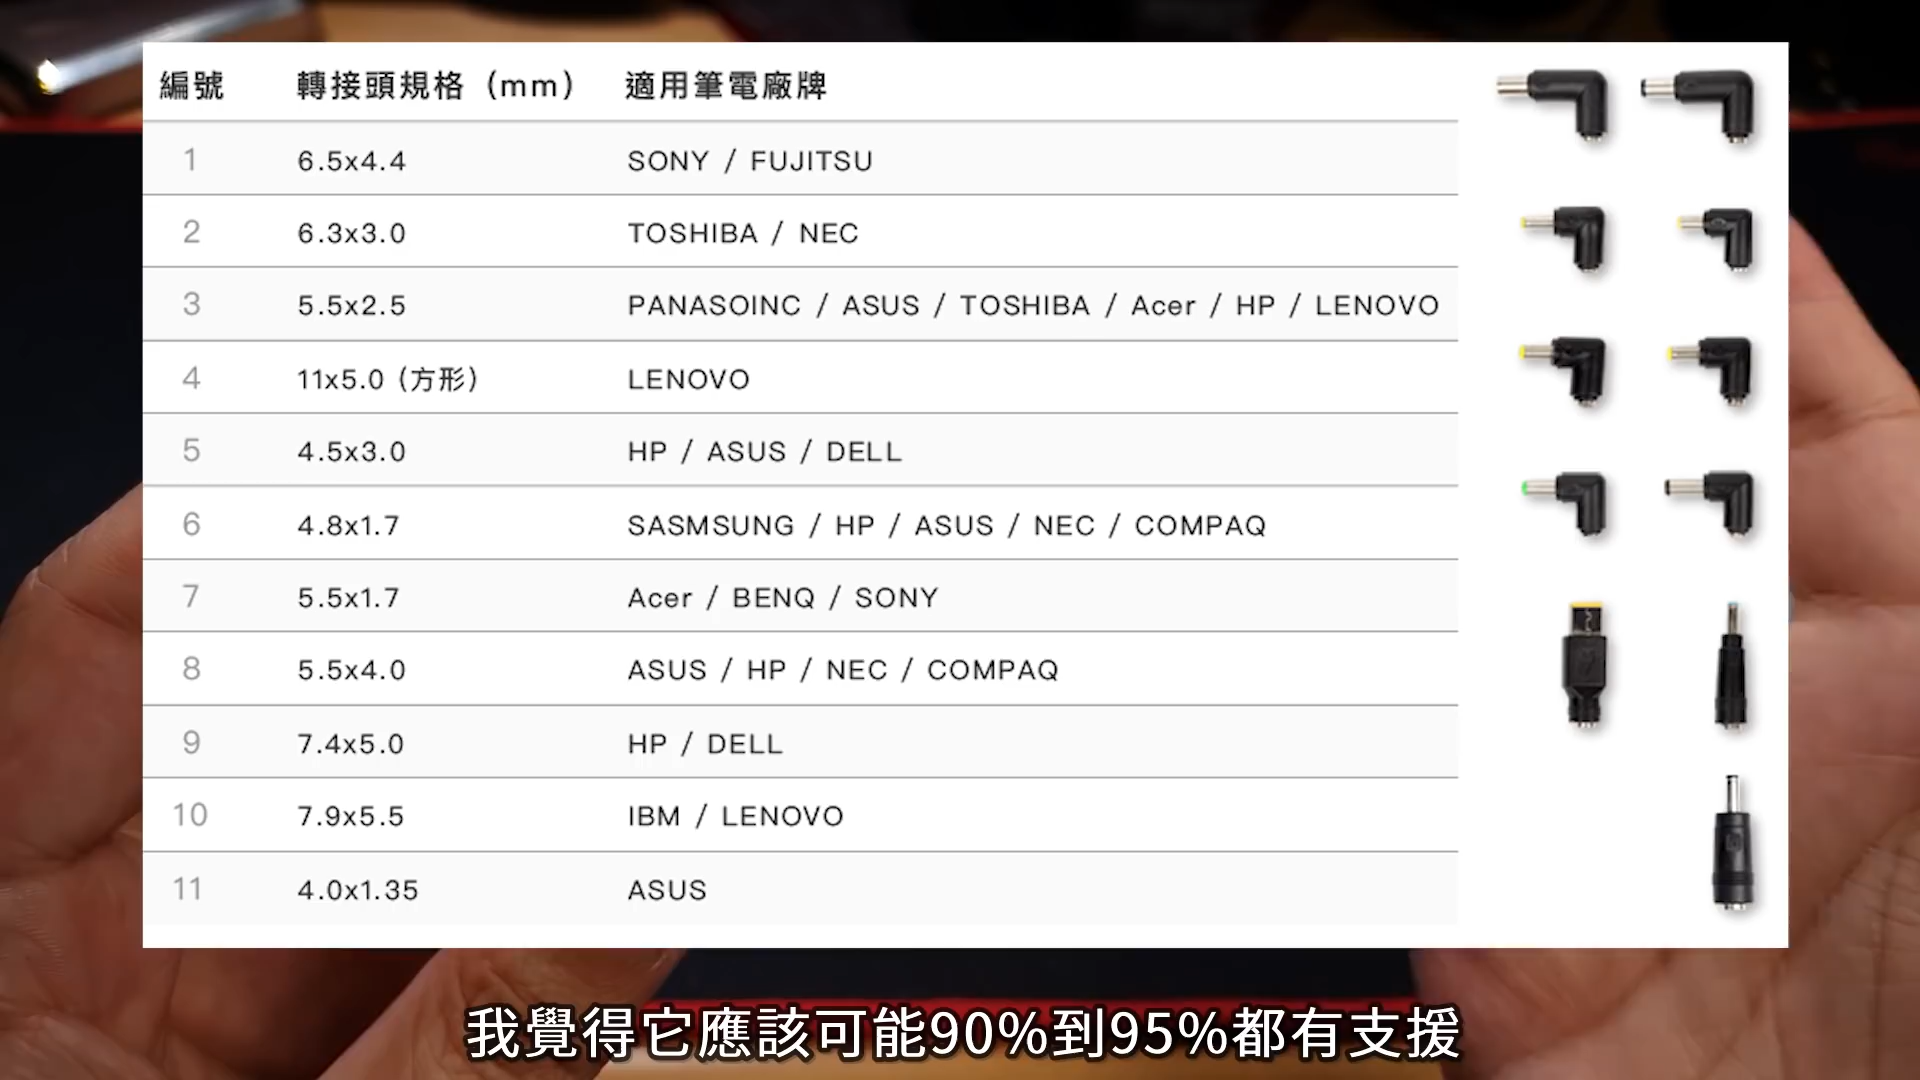 編號 轉接頭規格（mm） 適用筆電廠牌
1 6.5x4.4 SONY / FUJITSU
2 6.3x3.0 TOSHIBA / NEC
3 5.5x2.5 PANASOINC / ASUS / TOSHIBA / Acer / HP / LENOVO
4 11x5.0（方形） LENOVO
5 4.5x3.0 HP / ASUS / DELL
6 4.8x1.7 SASMSUNG / HP / ASUS / NEC / COMPAQ
7 5.5x1.7 Acer / BENQ / SONY
8 5.5x4.0 ASUS / HP / NEC / COMPAQ
9 7.4x5.0 HP / DELL
10 7.9x5.5 IBM / LENOVO
11 4.0x1.35 ASUS
我覺得它應該可能90%到95%都有支援